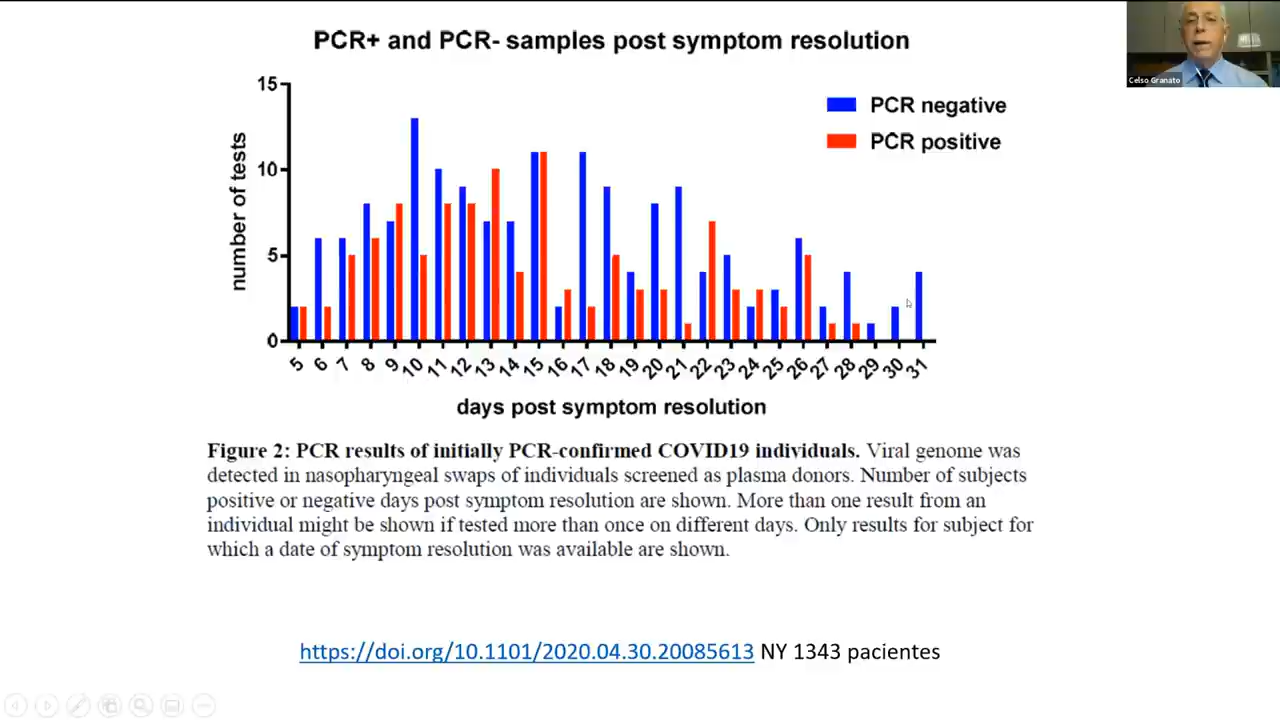 PCR+ and PCR- samples post symptom resolution
Celso Granato
15
10
5
0
number of tests
PCR negative
PCR positive
5 6 7 8 9 10 11 12 13 14 15 16 17 18 19 20 21 22 23 24 25 26 27 28 29 30 31
days post symptom resolution
Figure 2: PCR results of initially PCR-confirmed COVID19 individuals. Viral genome was
detected in nasopharyngeal swaps of individuals screened as plasma donors. Number of subjects
positive or negative days post symptom resolution are shown. More than one result from an
individual might be shown if tested more than once on different days. Only results for subject for
which a date of symptom resolution was available are shown.
https://doi.org/10.1101/2020.04.30.20085613 NY 1343 pacientes